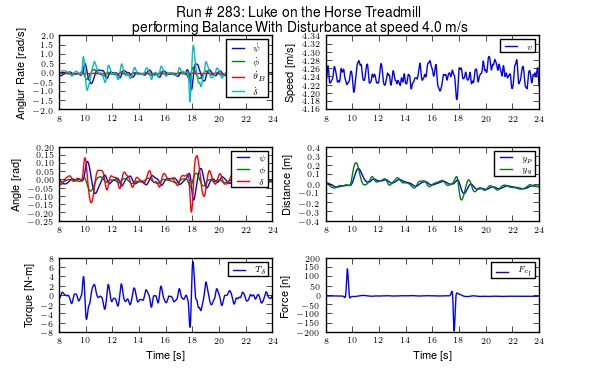 Run # 283: Luke on the Horse Treadmill
performing Balance With Disturbance at speed 4.0 m/s
Anglur Rate [rad/s]
2.0
1.5
1.0
0.5
0.0
−0.5
−1.0
−1.5
−2.0
8 10 12 14 16 18 20 22 24
ψ̇
φ̇
θ̇_B
δ̇
Speed [m/s]
4.34
4.32
4.30
4.28
4.26
4.24
4.22
4.20
4.18
4.16
8 10 12 14 16 18 20 22 24
υ
Angle [rad]
0.20
0.15
0.10
0.05
0.00
−0.05
−0.10
−0.15
−0.20
−0.25
8 10 12 14 16 18 20 22 24
ψ
φ
δ
Distance [m]
0.4
0.3
0.2
0.1
0.0
−0.1
−0.2
−0.3
−0.4
8 10 12 14 16 18 20 22 24
y_p
y_q
Torque [N-m]
8
6
4
2
0
−2
−4
−6
−8
8 10 12 14 16 18 20 22 24
T_δ
Time [s]
Force [n]
200
150
100
50
0
−50
−100
−150
−200
8 10 12 14 16 18 20 22 24
F_{c_l}
Time [s]